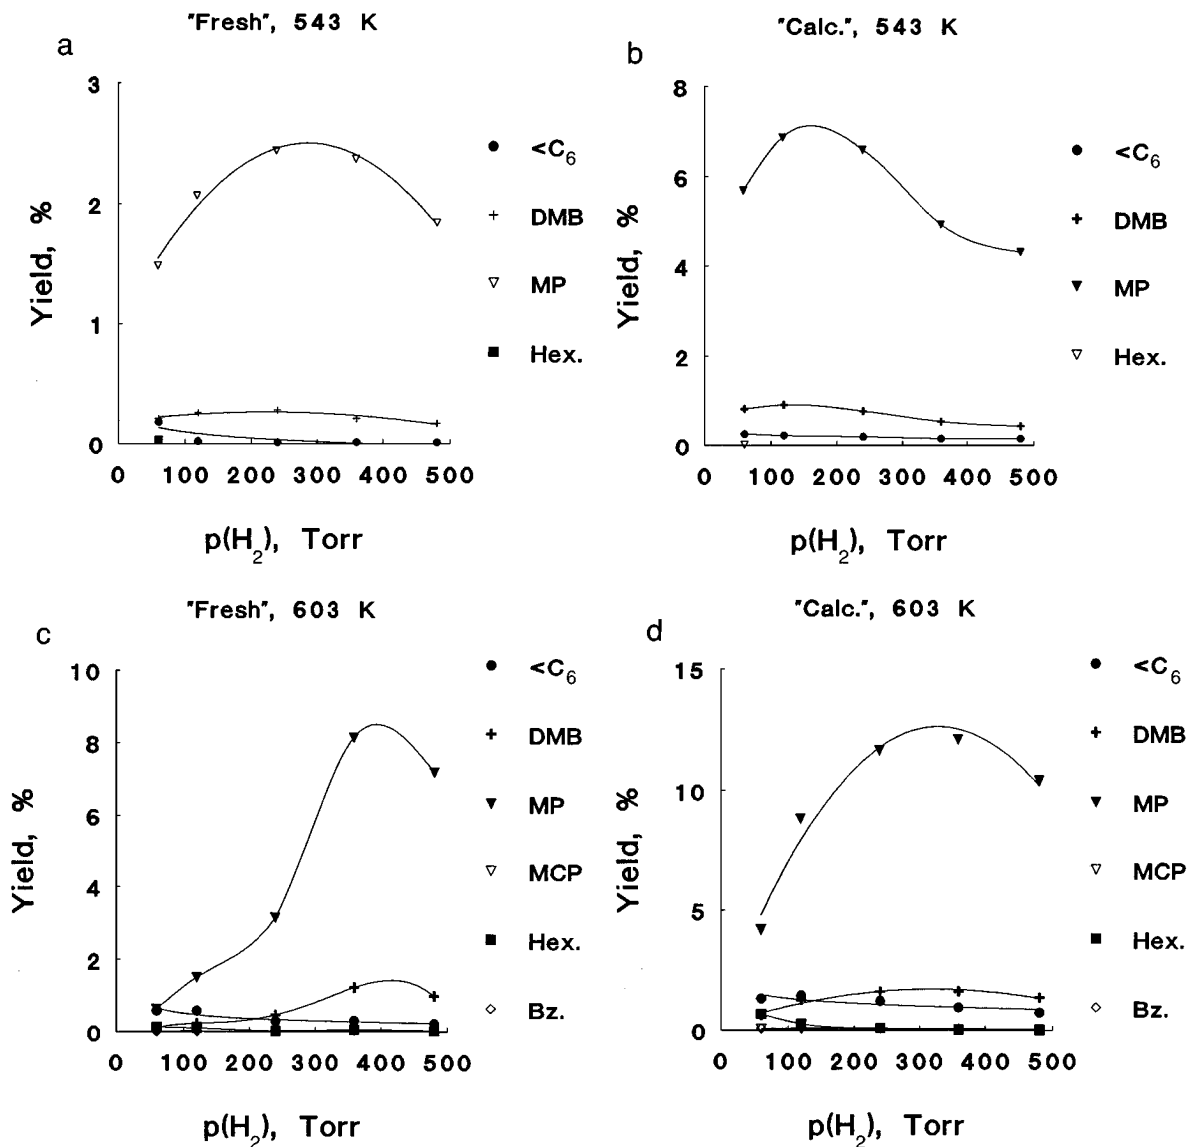 "Fresh", 543 K
a
3
2
1
0
Yield, %
0 100 200 300 400 500
p(H2), Torr
<C6
DMB
MP
Hex.
"Calc.", 543 K
b
8
6
4
2
0
Yield, %
0 100 200 300 400 500
p(H2), Torr
<C6
DMB
MP
Hex.
"Fresh", 603 K
c
10
8
6
4
2
0
Yield, %
0 100 200 300 400 500
p(H2), Torr
<C6
DMB
MP
MCP
Hex.
Bz.
"Calc.", 603 K
d
15
10
5
0
Yield, %
0 100 200 300 400 500
p(H2), Torr
<C6
DMB
MP
MCP
Hex.
Bz.